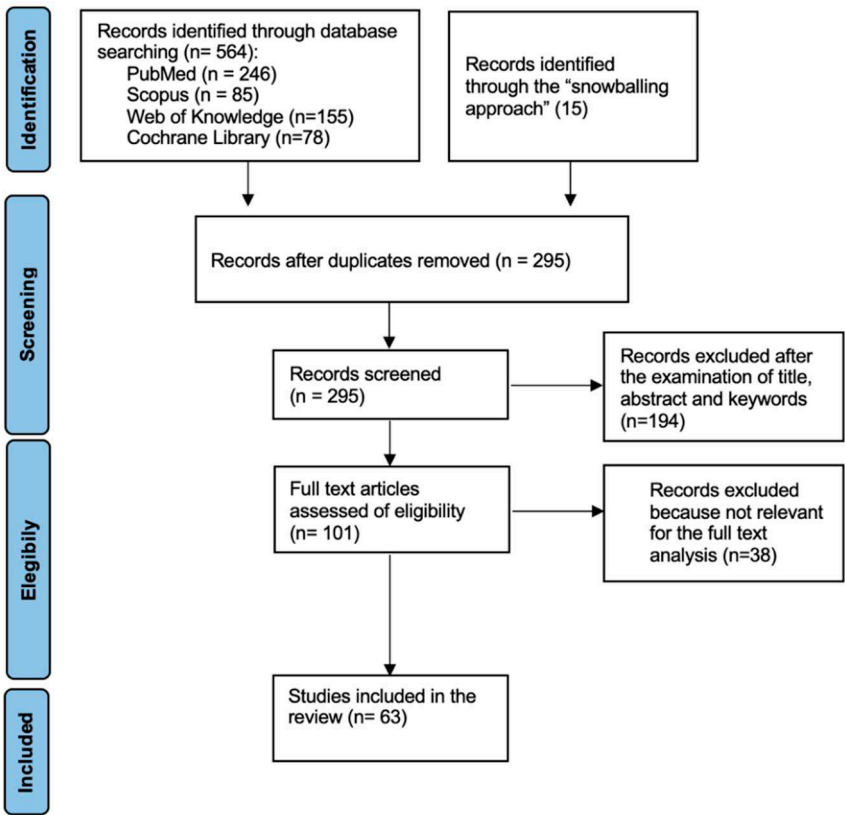 Identification
Records identified through database
searching (n= 564):
PubMed (n = 246)
Scopus (n = 85)
Web of Knowledge (n=155)
Cochrane Library (n=78)
Records identified
through the “snowballing
approach” (15)
Screening
Records after duplicates removed (n = 295)
Records screened
(n = 295)
Records excluded after
the examination of title,
abstract and keywords
(n=194)
Elegibily
Full text articles
assessed of eligibility
(n= 101)
Records excluded
because not relevant
for the full text
analysis (n=38)
Included
Studies included in the
review (n= 63)